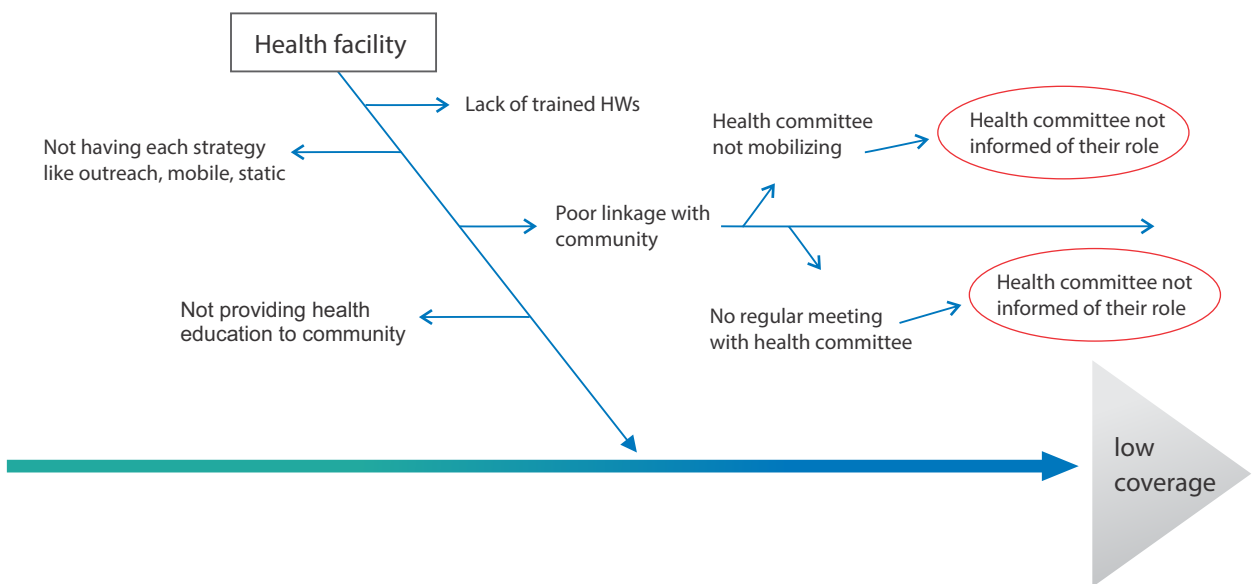 Health facility
Lack of trained HWs
Not having each strategy
like outreach, mobile, static
Health committee
not mobilizing
Health committee not
informed of their role
Poor linkage with
community
Not providing health
education to community
No regular meeting
with health committee
Health committee not
informed of their role
low
coverage